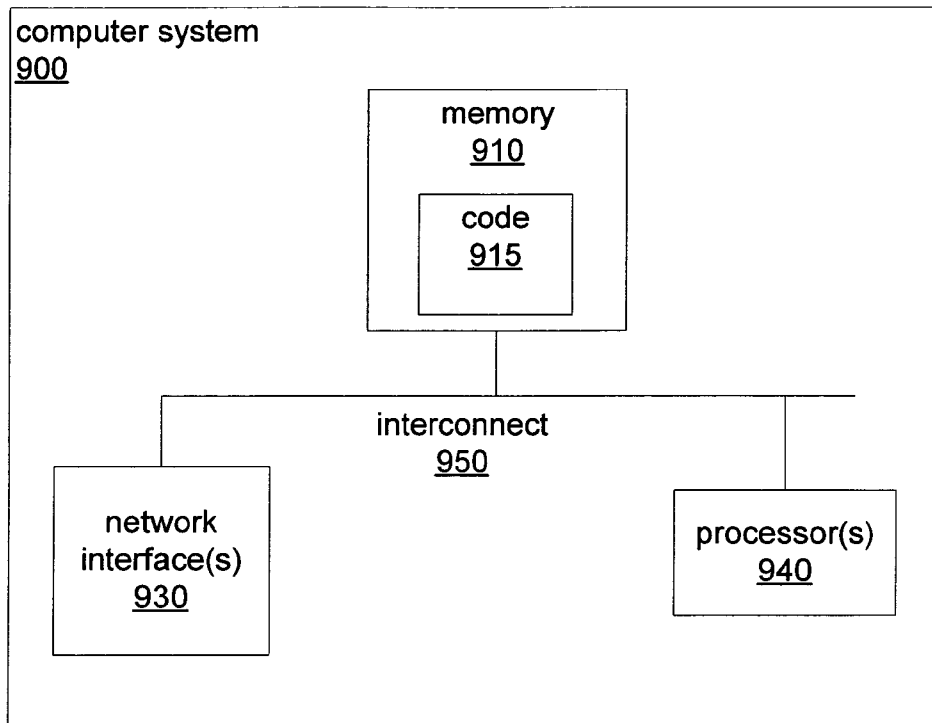 computer system
900
memory
910
code
915
interconnect
950
network
interface(s)
930
processor(s)
940